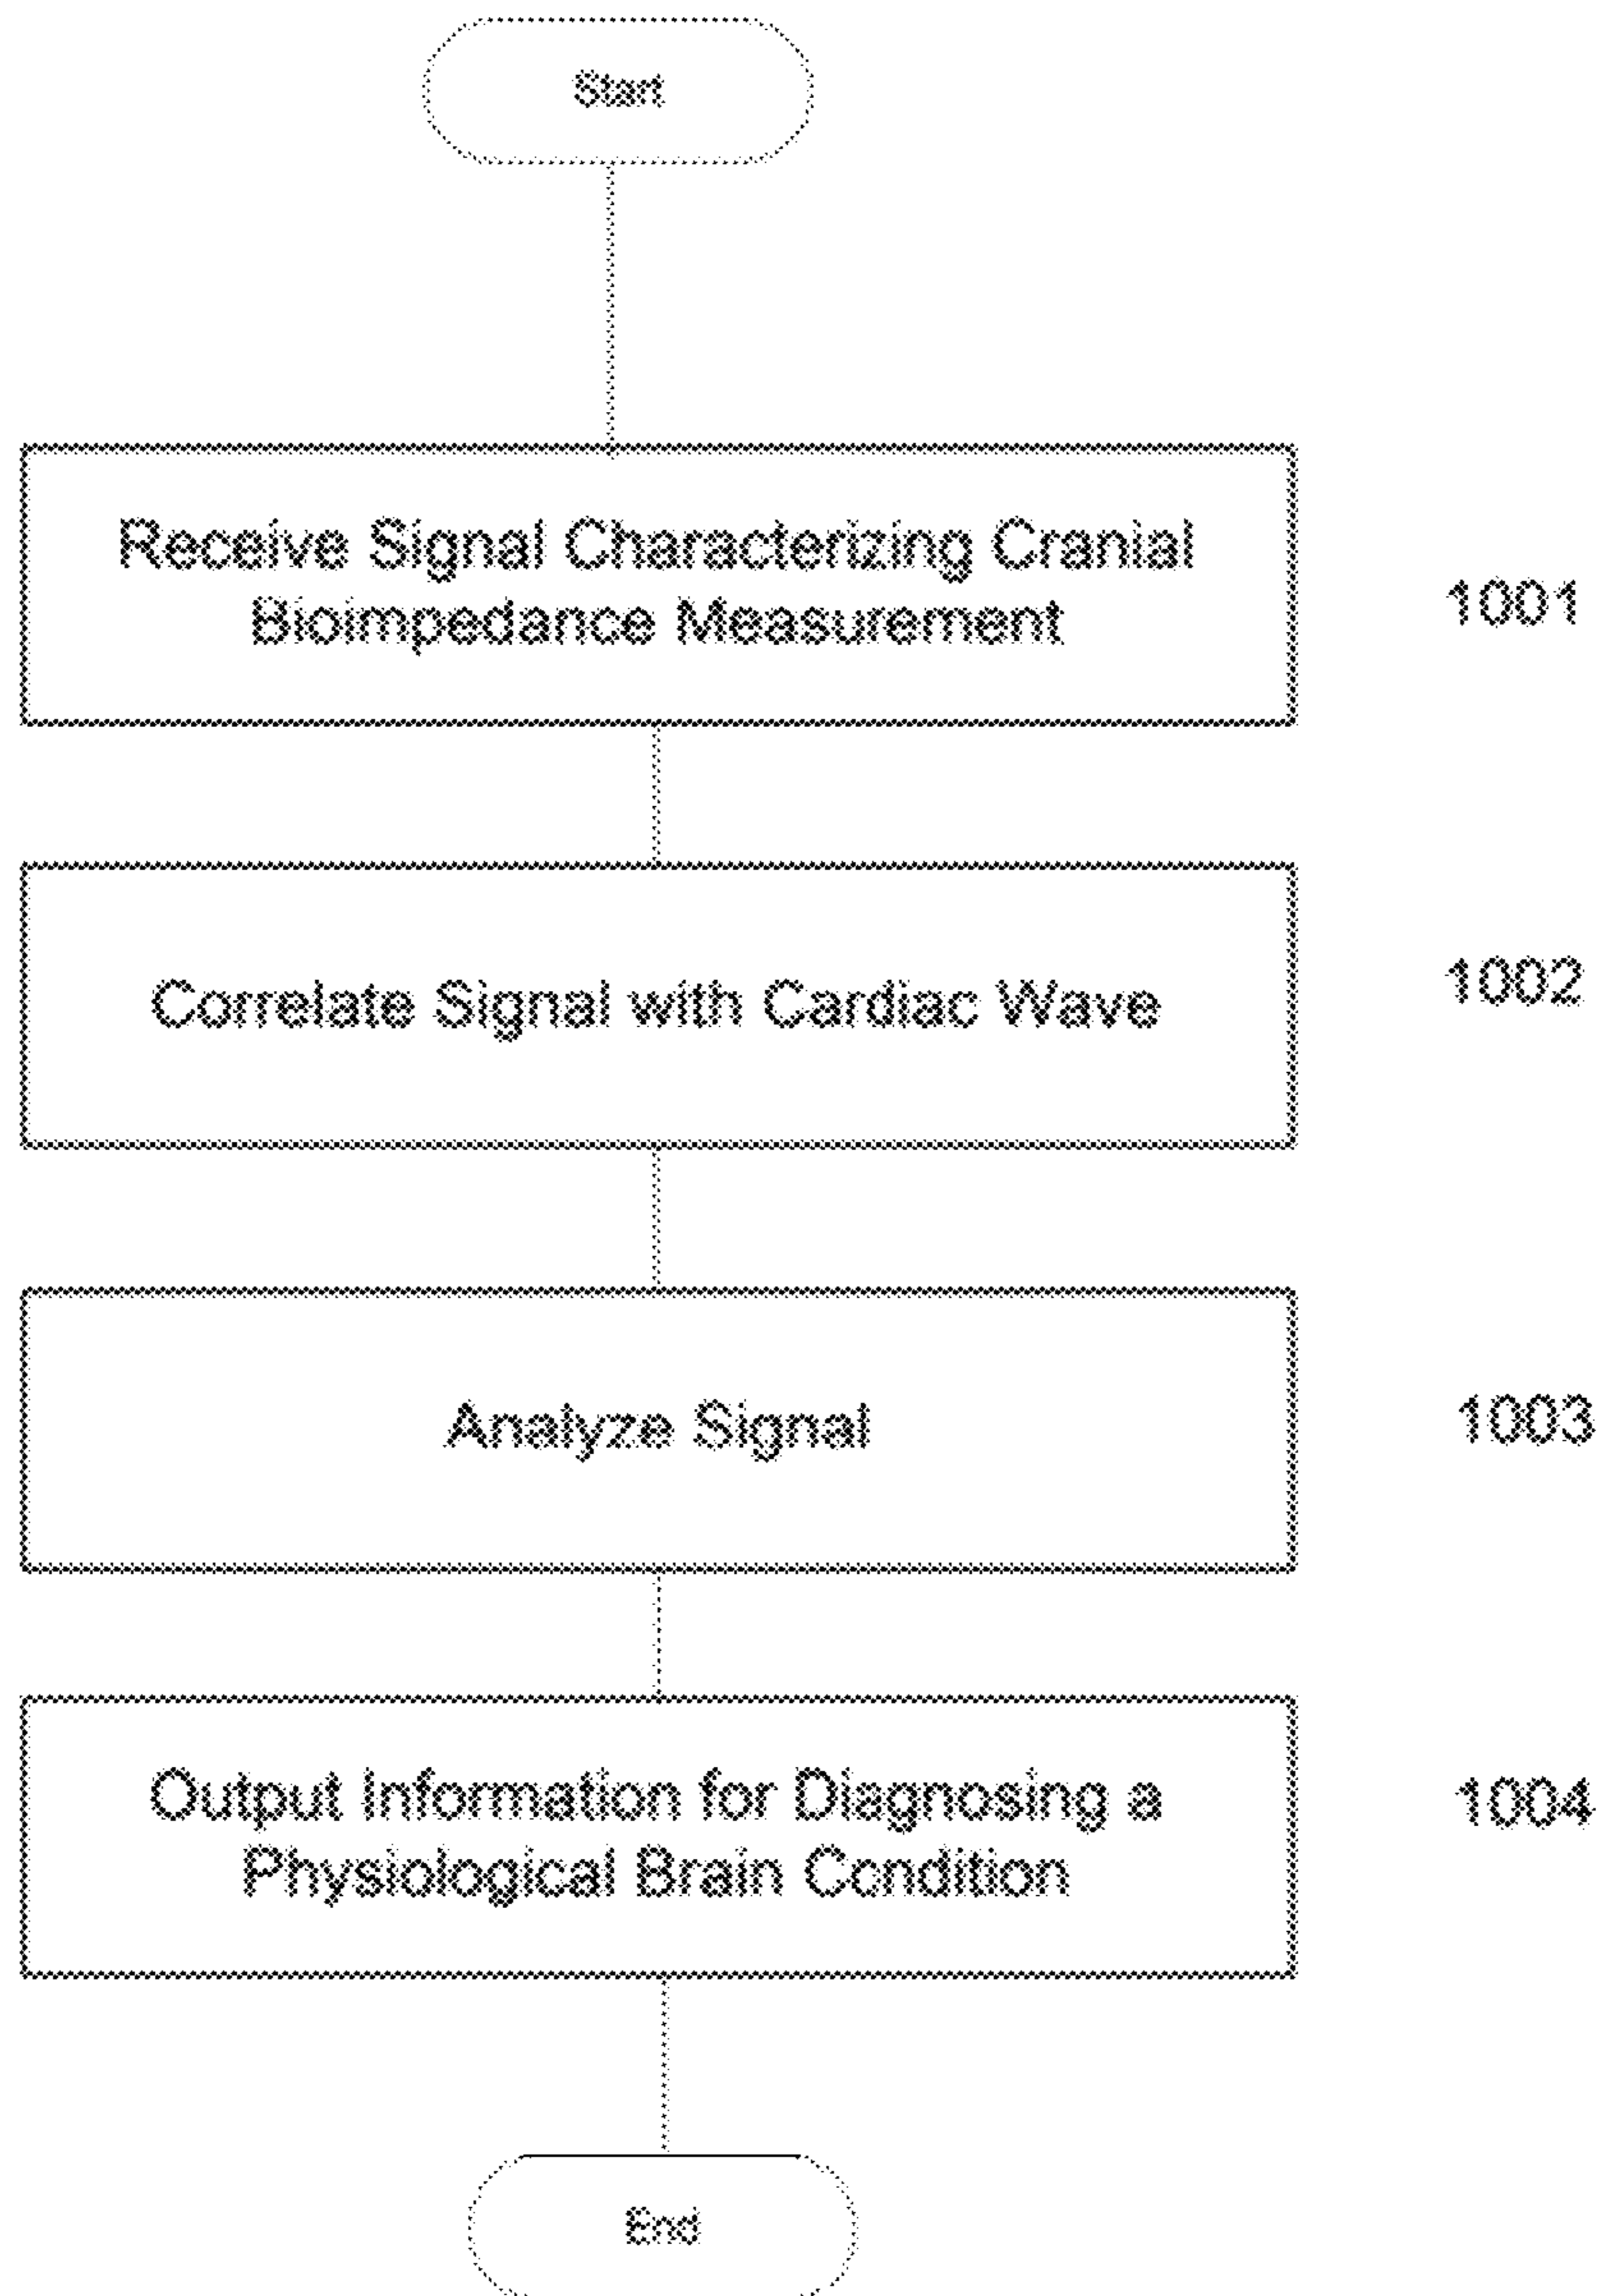 Start
Receive Signal Characterizing Cranial
Bioimpedance Measurement
1001
Correlate Signal with Cardiac Wave
1002
Analyze Signal
1003
Output Information for Diagnosing a
Physiological Brain Condition
1004
End